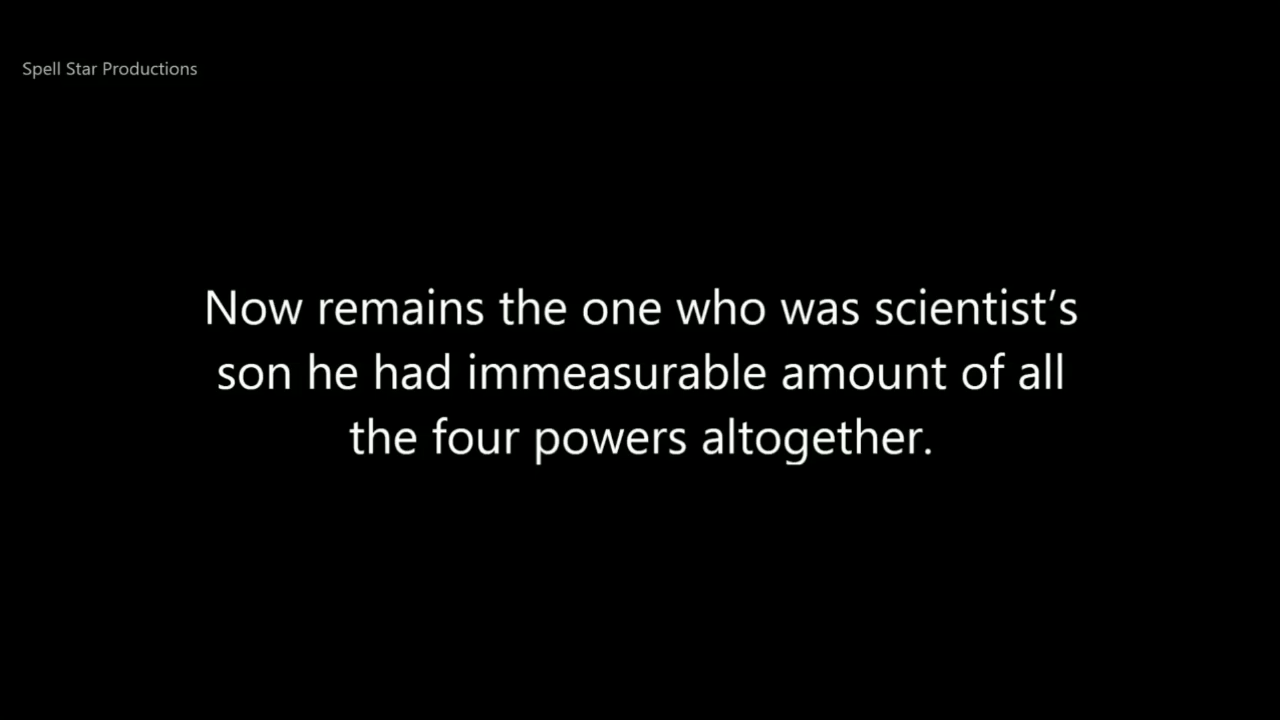 Spell Star Productions
Now remains the one who was scientist’s
son he had immeasurable amount of all
the four powers altogether.